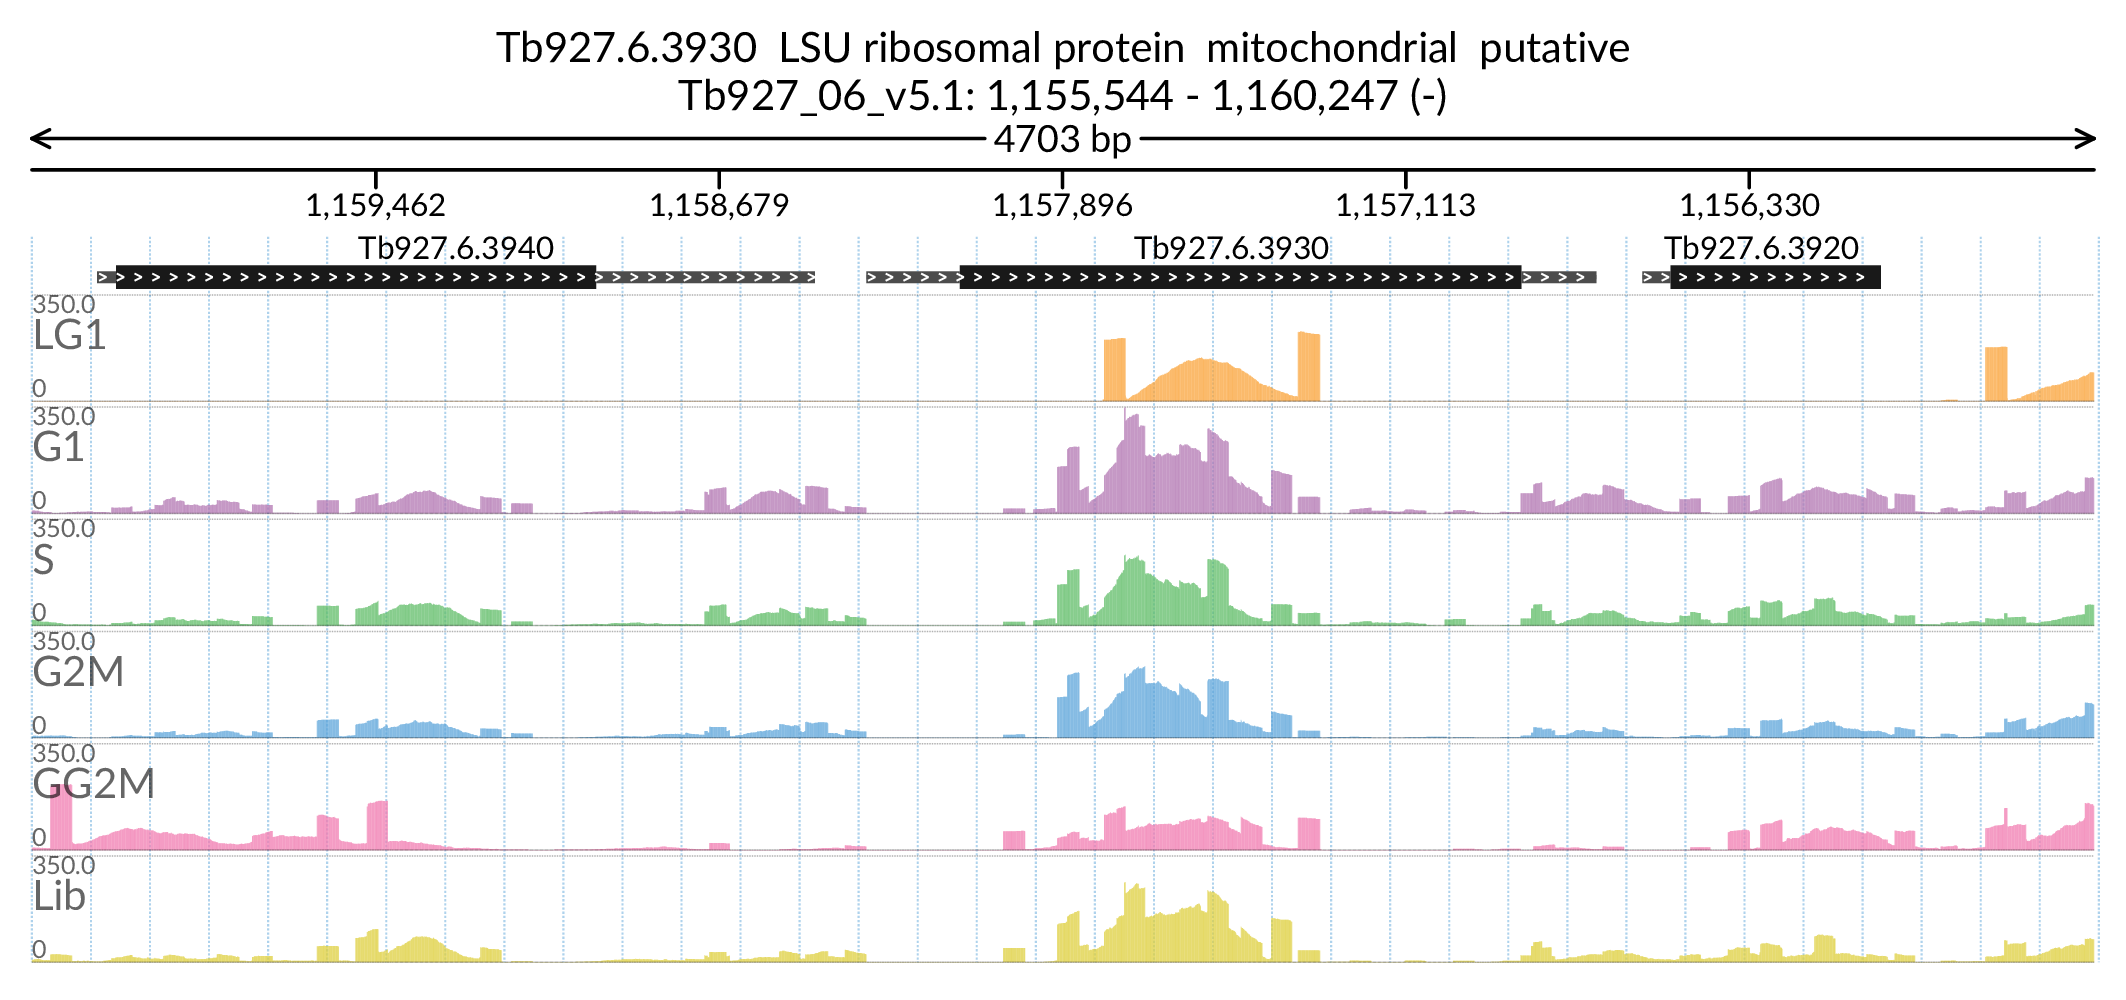 Tb927.6.3930  LSU ribosomal protein  mitochondrial  putative
Tb927_06_v5.1: 1,155,544 - 1,160,247 (-)
4703 bp
1,159,462 1,158,679 1,157,896 1,157,113 1,156,330
Tb927.6.3940 Tb927.6.3930 Tb927.6.3920
350.0
LG1
0
350.0
G1
0
350.0
S
0
350.0
G2M
0
350.0
GG2M
0
350.0
Lib
0